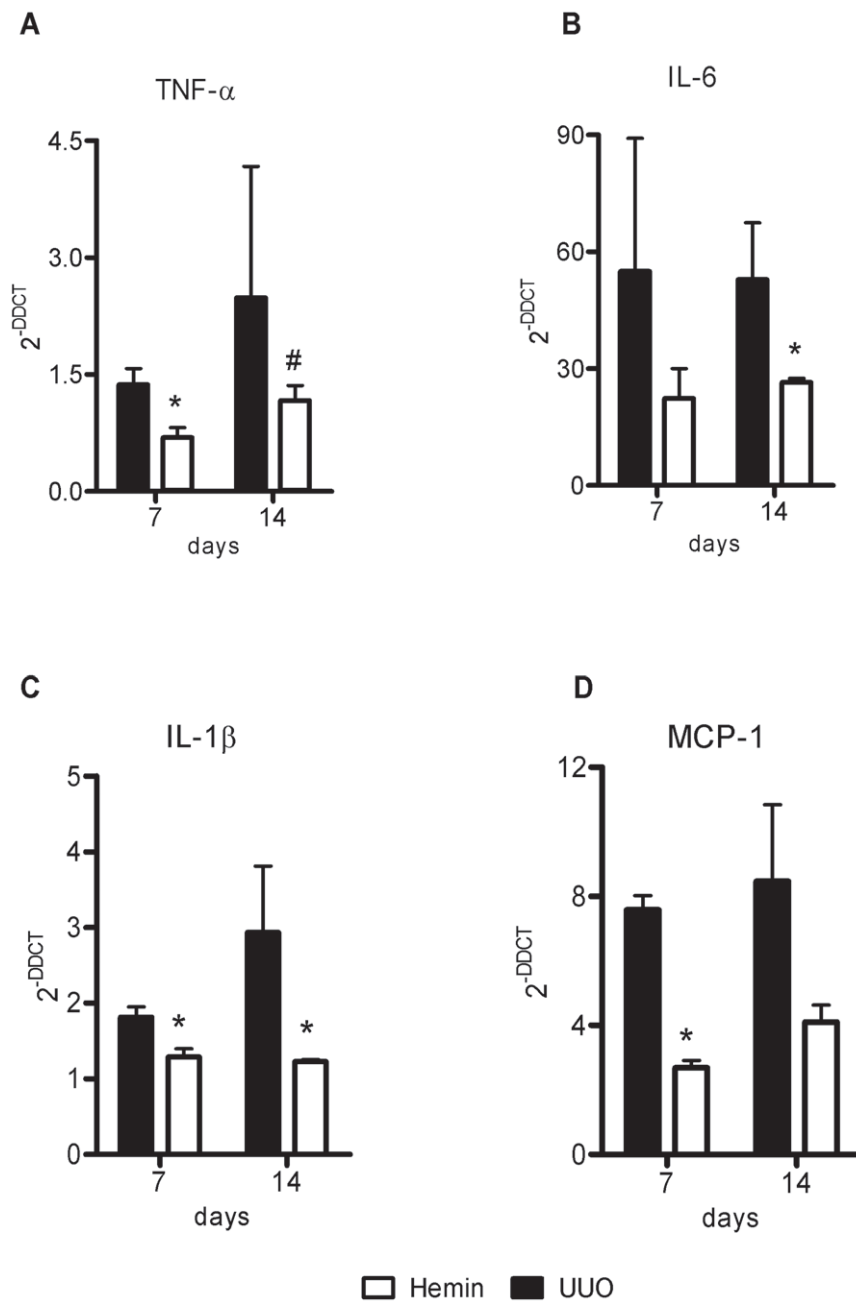 A
TNF-α
4.5
3.0
1.5
0.0
2^-DDCT
*
#
7 14
days
B
IL-6
90
60
30
0
2^-DDCT
*
7 14
days
C
IL-1β
5
4
3
2
1
0
2^-DDCT
* *
7 14
days
D
MCP-1
12
8
4
0
2^-DDCT
*
7 14
days
Hemin UUO